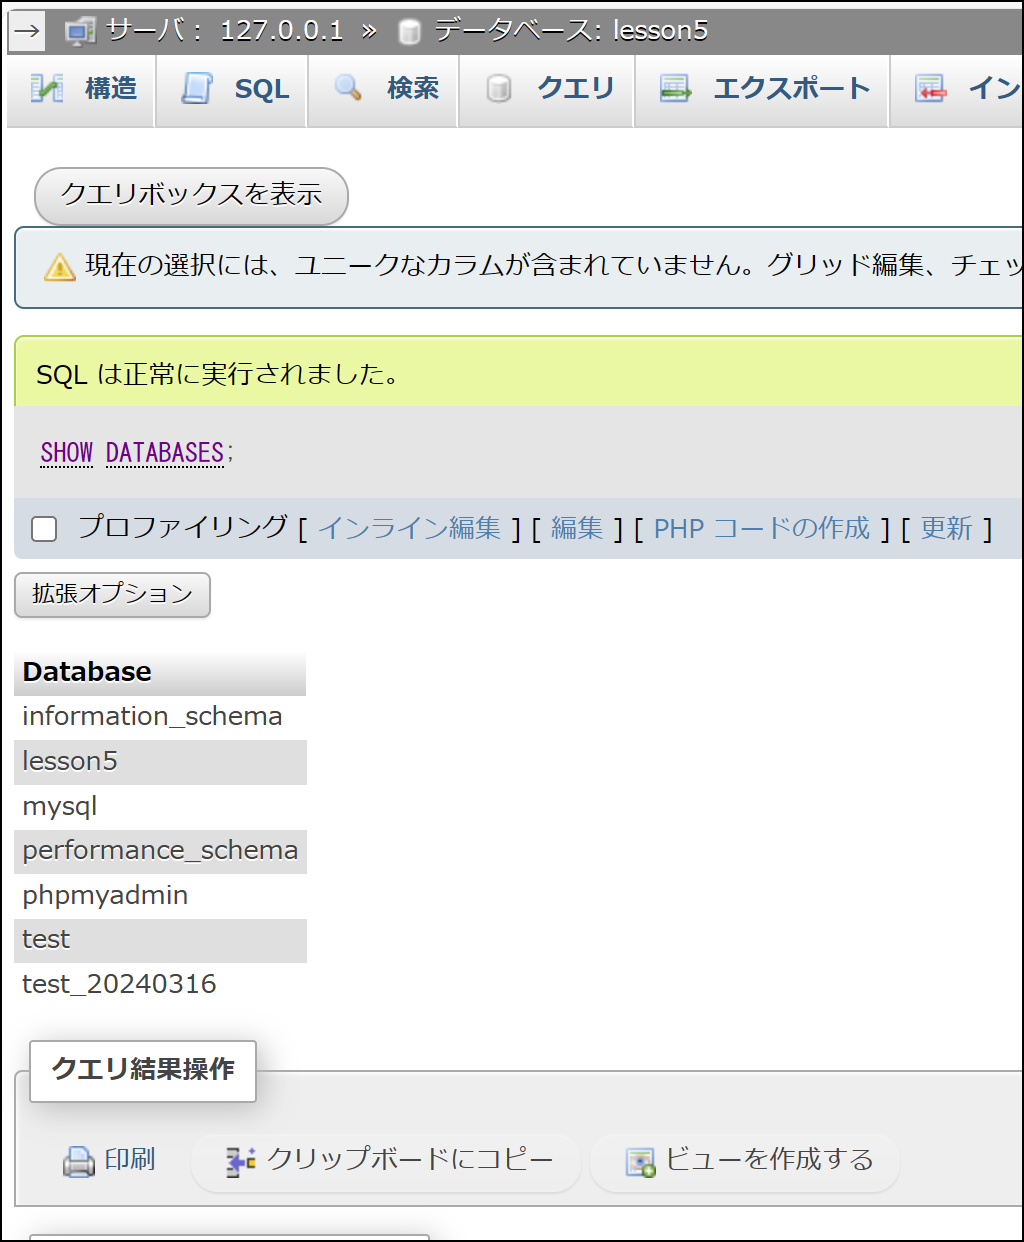 → サーバ： 127.0.0.1 » データベース: lesson5
構造 SQL 検索 クエリ エクスポート イン
クエリボックスを表示
現在の選択には、ユニークなカラムが含まれていません。グリッド編集、チェッ
SQL は正常に実行されました。
SHOW DATABASES;
プロファイリング [ インライン編集 ] [ 編集 ] [ PHP コードの作成 ] [ 更新 ]
拡張オプション
Database
information_schema
lesson5
mysql
performance_schema
phpmyadmin
test
test_20240316
クエリ結果操作
印刷 クリップボードにコピー ビューを作成する